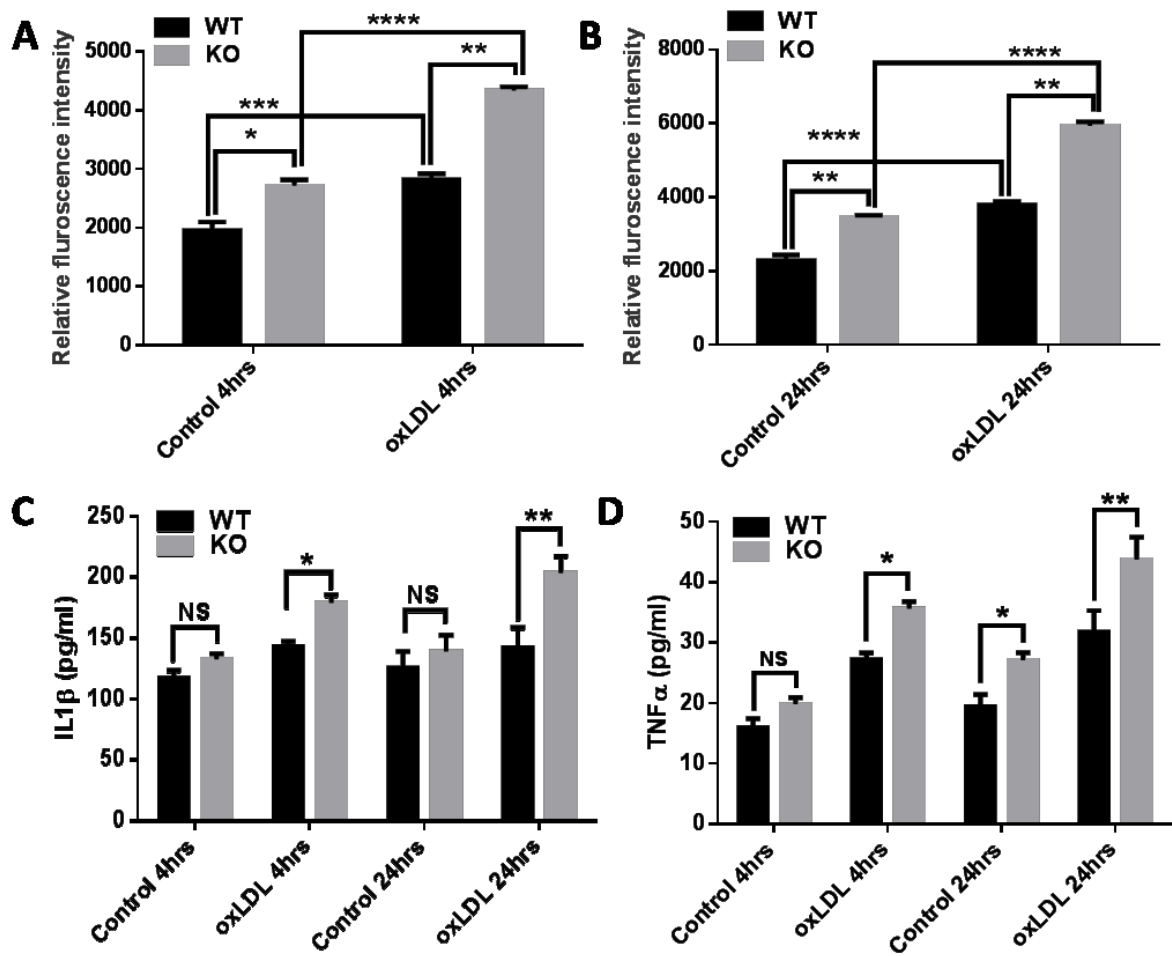 A
WT
KO
Relative fluroscence intensity
5000
4000
3000
2000
1000
0
****
**
***
*
Control 4hrs
oxLDL 4hrs
B
WT
KO
Relative fluroscence intensity
8000
6000
4000
2000
0
****
**
****
**
Control 24hrs
oxLDL 24hrs
C
WT
KO
IL1β (pg/ml)
250
200
150
100
50
0
NS
*
NS
**
Control 4hrs
oxLDL 4hrs
Control 24hrs
oxLDL 24hrs
D
WT
KO
TNFα (pg/ml)
50
40
30
20
10
0
NS
*
*
**
Control 4hrs
oxLDL 4hrs
Control 24hrs
oxLDL 24hrs